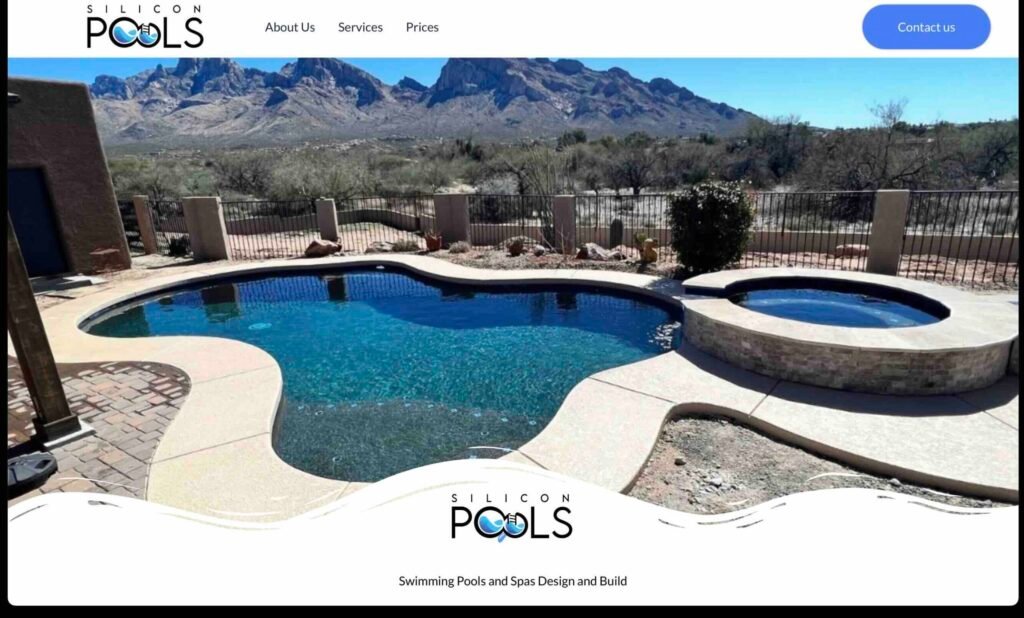 SILICON
POOLS
About Us
Services
Prices
Contact us
SILICON
POOLS
Swimming Pools and Spas Design and Build